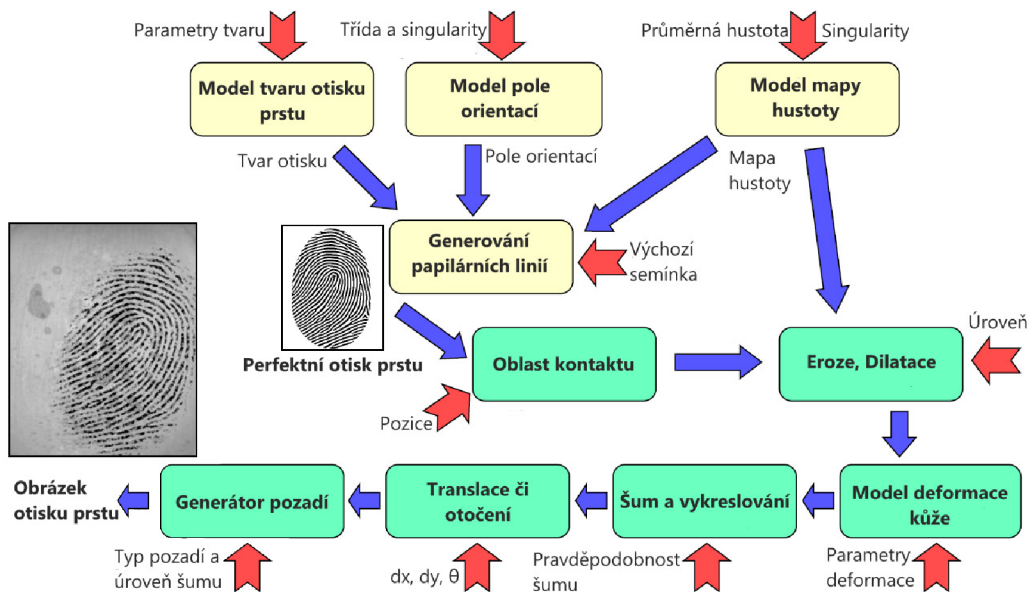 Parametry tvaru
Třída a singularity
Průměrná hustota
Singularity
Model tvaru otisku
prstu
Model pole
orientací
Model mapy
hustoty
Tvar otisku
Pole orientací
Mapa
hustoty
Generování
papilárních linií
Výchozí
semínka
Perfektní otisk prstu
Oblast kontaktu
Eroze, Dilatace
Úroveň
Pozice
Obrázek
otisku prstu
Generátor pozadí
Translace či
otočení
Šum a vykreslování
Model deformace
kůže
Typ pozadí a
úroveň šumu
dx, dy, θ
Pravděpodobnost
šumu
Parametry
deformace